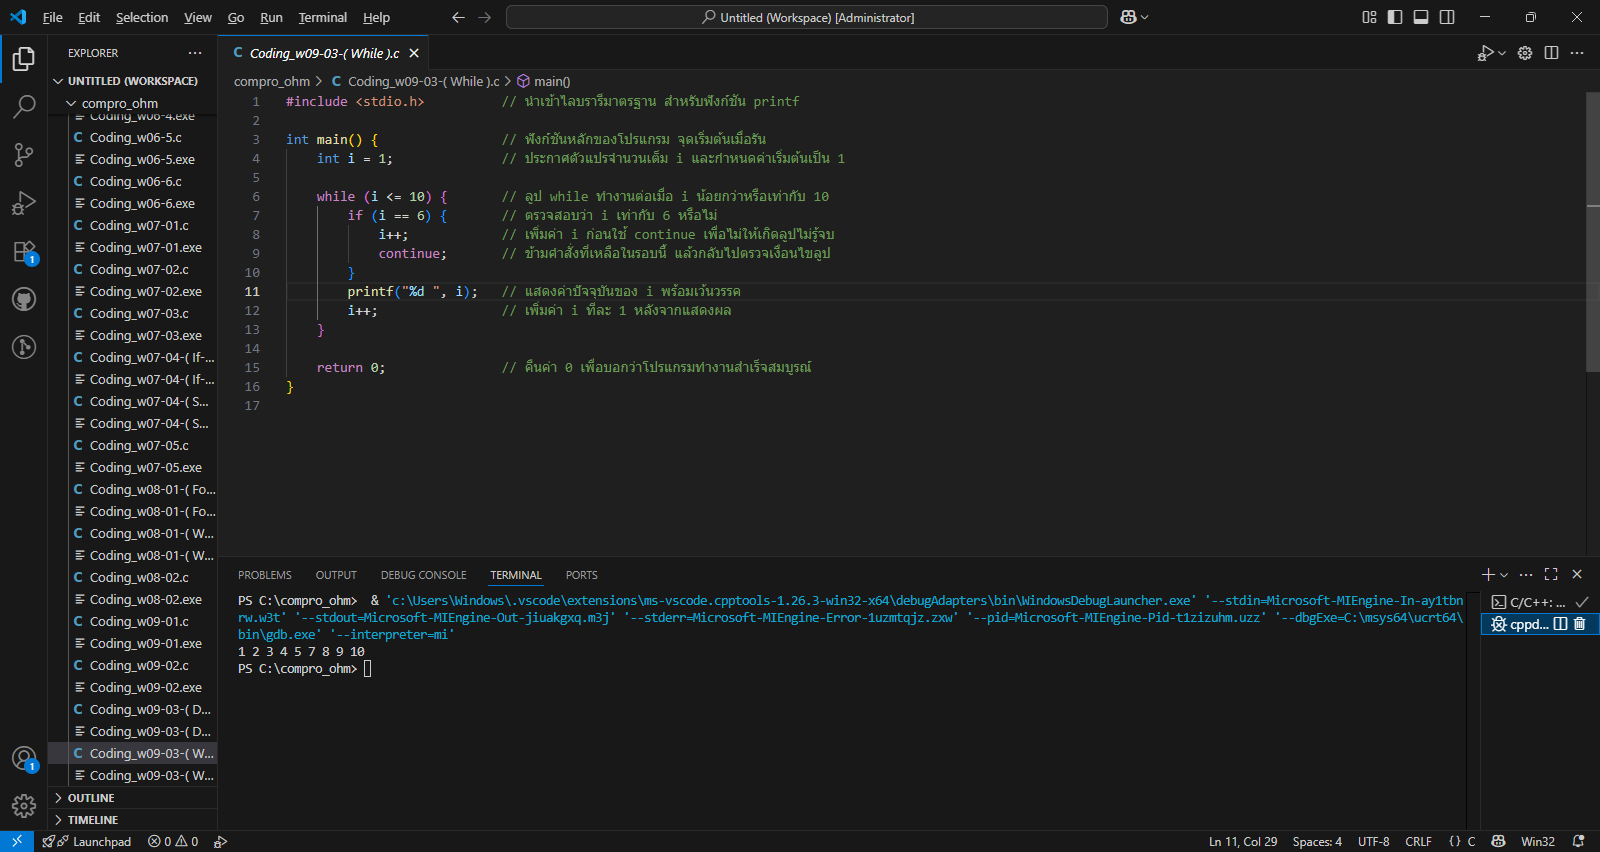 File Edit Selection View Go Run Terminal Help
Untitled (Workspace) [Administrator]
EXPLORER
UNTITLED (WORKSPACE)
compro_ohm
Coding_w06-4.exe
Coding_w06-5.c
Coding_w06-5.exe
Coding_w06-6.c
Coding_w06-6.exe
Coding_w07-01.c
Coding_w07-01.exe
Coding_w07-02.c
Coding_w07-02.exe
Coding_w07-03.c
Coding_w07-03.exe
Coding_w07-04-( If-...
Coding_w07-04-( If-...
Coding_w07-04-( S...
Coding_w07-04-( S...
Coding_w07-05.c
Coding_w07-05.exe
Coding_w08-01-( Fo...
Coding_w08-01-( Fo...
Coding_w08-01-( W...
Coding_w08-01-( W...
Coding_w08-02.c
Coding_w08-02.exe
Coding_w09-01.c
Coding_w09-01.exe
Coding_w09-02.c
Coding_w09-02.exe
Coding_w09-03-( D...
Coding_w09-03-( D...
Coding_w09-03-( W...
Coding_w09-03-( W...
OUTLINE
TIMELINE
1
1
C Coding_w09-03-( While ).c
compro_ohm > C Coding_w09-03-( While ).c > main()
1 #include <stdio.h> // นำเข้าไลบรารีมาตรฐาน สำหรับฟังก์ชัน printf
2
3 int main() { // ฟังก์ชันหลักของโปรแกรม จุดเริ่มต้นเมื่อรัน
4 int i = 1; // ประกาศตัวแปรจำนวนเต็ม i และกำหนดค่าเริ่มต้นเป็น 1
5
6 while (i <= 10) { // ลูป while ทำงานต่อเมื่อ i น้อยกว่าหรือเท่ากับ 10
7 if (i == 6) { // ตรวจสอบว่า i เท่ากับ 6 หรือไม่
8 i++; // เพิ่มค่า i ก่อนใช้ continue เพื่อไม่ให้เกิดลูปไม่รู้จบ
9 continue; // ข้ามคำสั่งที่เหลือในรอบนี้ แล้วกลับไปตรวจเงื่อนไขลูป
10 }
11 printf("%d ", i); // แสดงค่าปัจจุบันของ i พร้อมเว้นวรรค
12 i++; // เพิ่มค่า i ทีละ 1 หลังจากแสดงผล
13 }
14
15 return 0; // คืนค่า 0 เพื่อบอกว่าโปรแกรมทำงานสำเร็จสมบูรณ์
16 }
17
PROBLEMS OUTPUT DEBUG CONSOLE TERMINAL PORTS
PS C:\compro_ohm> & 'c:\Users\Windows\.vscode\extensions\ms-vscode.cpptools-1.26.3-win32-x64\debugAdapters\bin\WindowsDebugLauncher.exe' '--stdin=Microsoft-MIEngine-In-ay1tbn
rw.w3t' '--stdout=Microsoft-MIEngine-Out-jiuakgxq.m3j' '--stderr=Microsoft-MIEngine-Error-1uzmtqjz.zxw' '--pid=Microsoft-MIEngine-Pid-t1zizuhm.uzz' '--dbgExe=C:\msys64\ucrt64\
bin\gdb.exe' '--interpreter=mi'
1 2 3 4 5 7 8 9 10
PS C:\compro_ohm>
C/C++: ...
cppd...
Launchpad 0 0
Ln 11, Col 29 Spaces: 4 UTF-8 CRLF { } C Win32